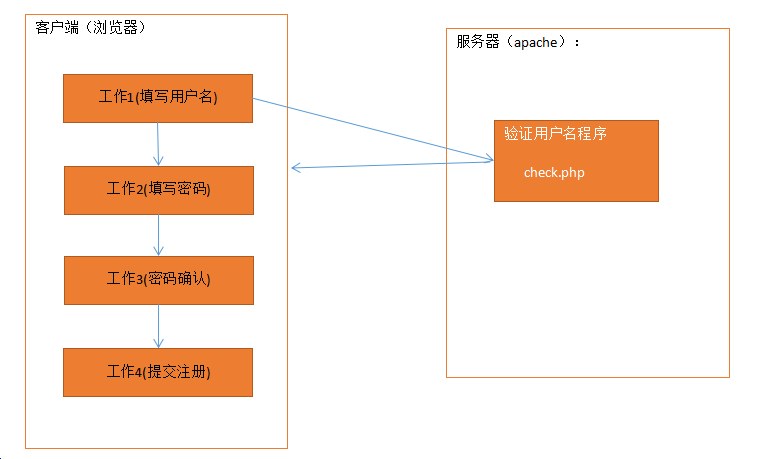 客户端（浏览器）
工作1(填写用户名)
工作2(填写密码)
工作3(密码确认)
工作4(提交注册)
服务器（apache）：
验证用户名程序
check.php